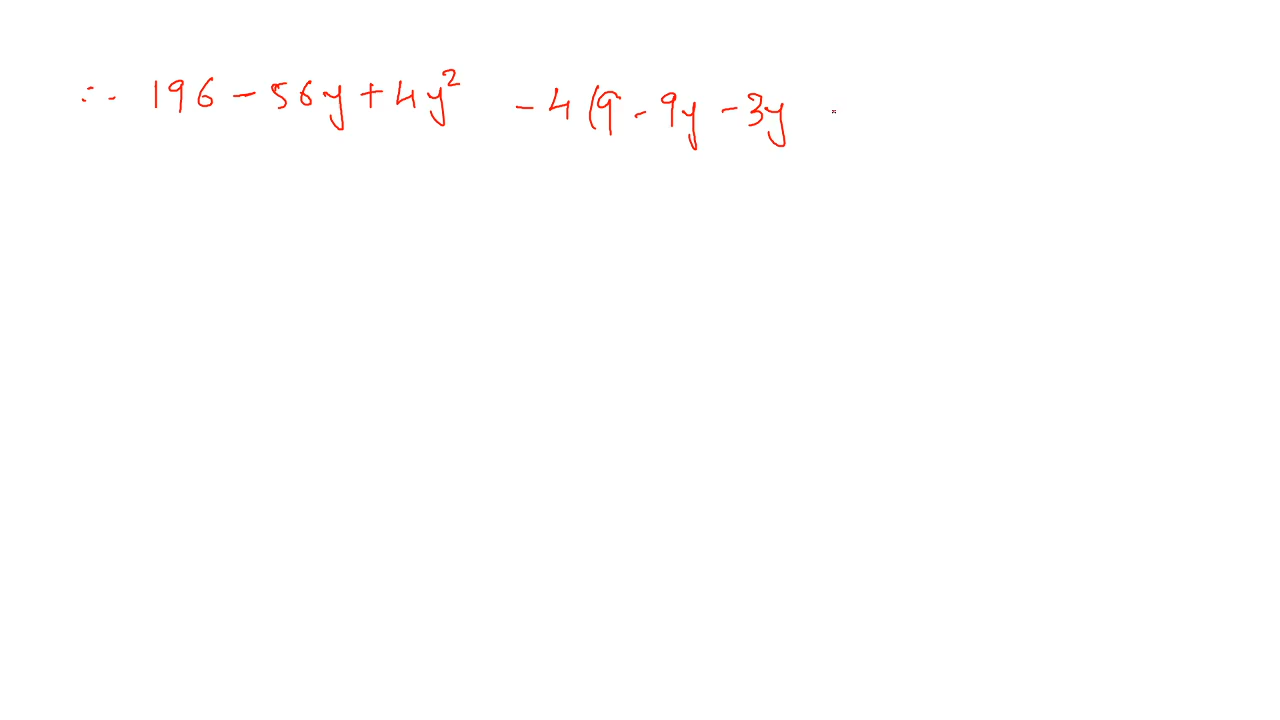 ∴ 196 - 56y + 4y² - 4(9 - 9y - 3y